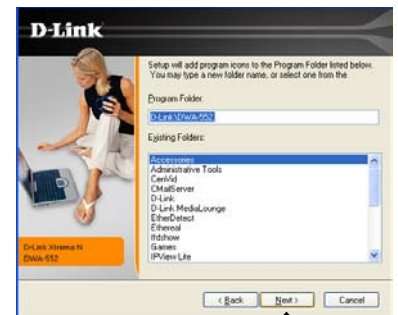 D-Link
Setup will add program icons to the Program Folder listed below.
You may type a new folder name, or select one from the
Program Folder:
D-Link\DWA-552
Existing Folders:
Accessories
Administrative Tools
CenVid
CMailServer
D-Link
D-Link MediaLounge
EtherDetect
Ethereal
ffdshow
Games
IPView Lite
D-Link Xtreme N
DWA-552
< Back
Next >
Cancel